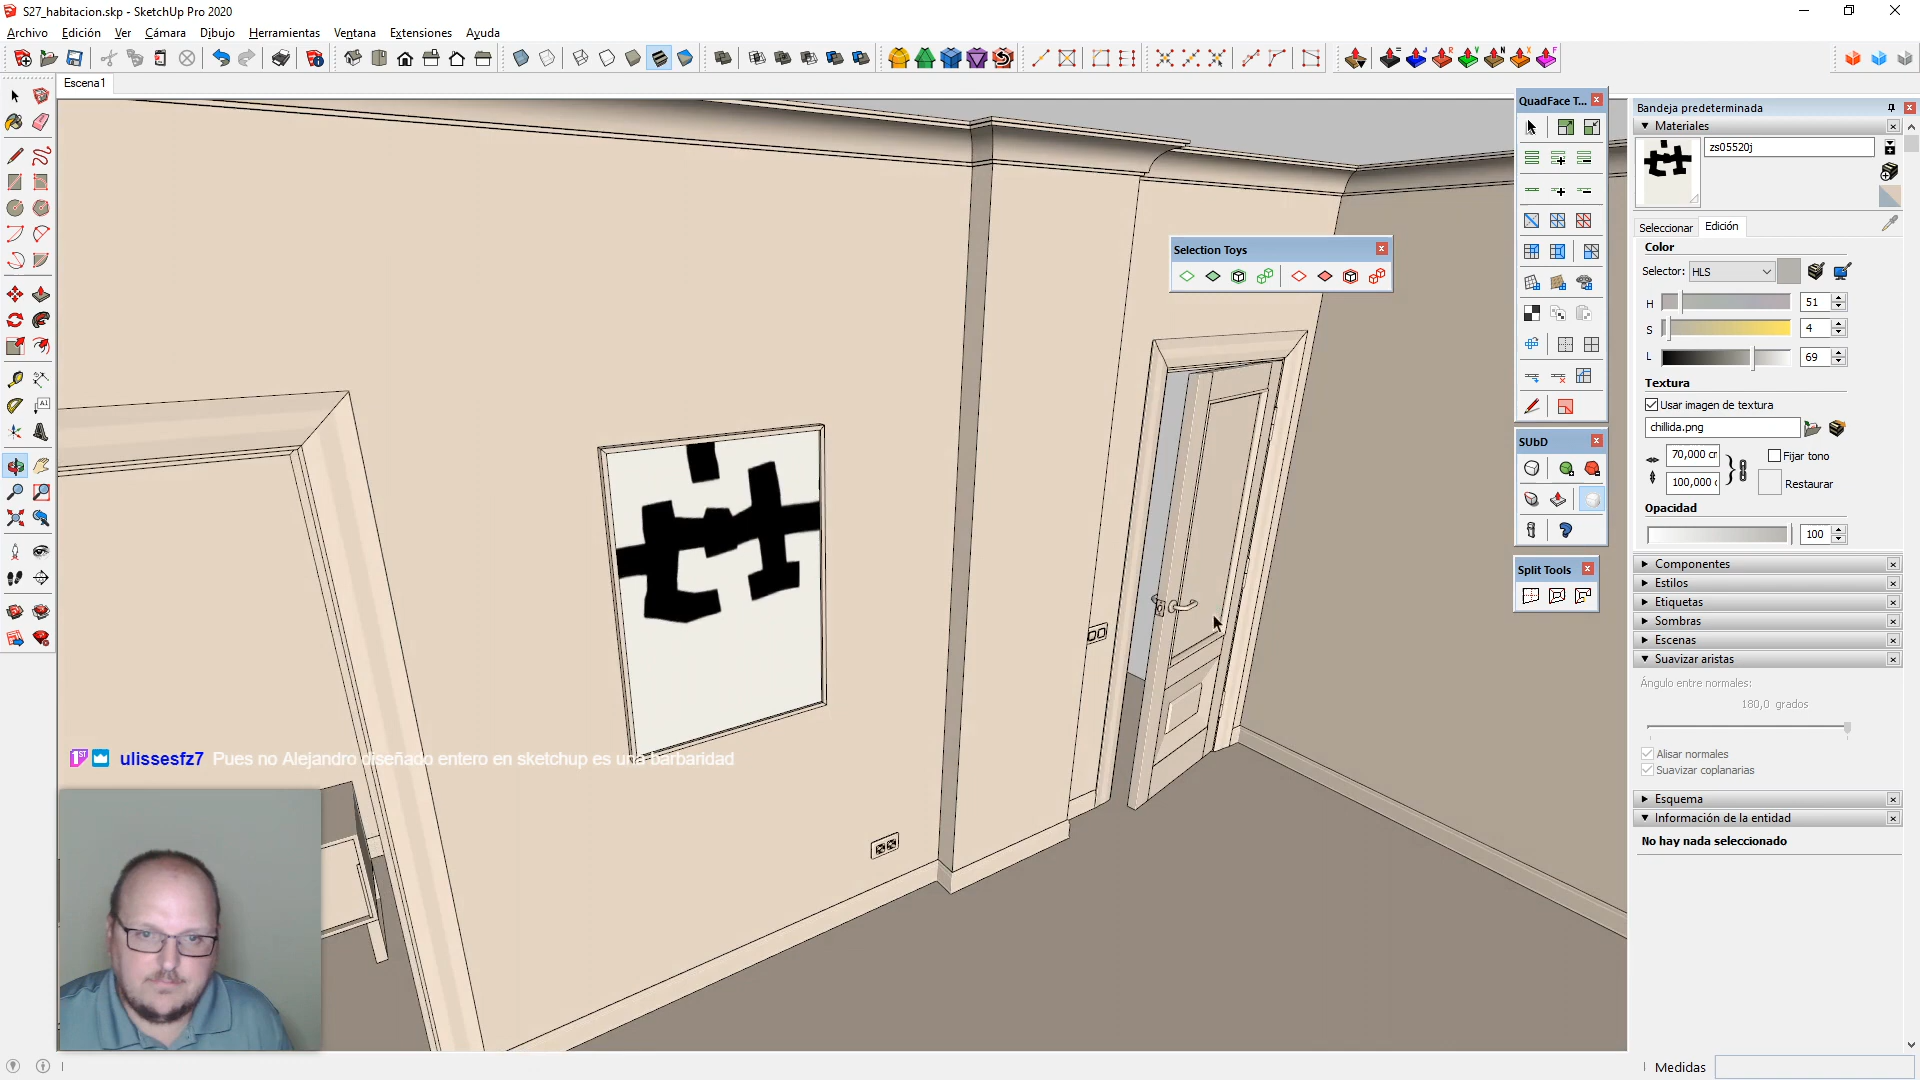 S27_habitacion.skp - SketchUp Pro 2020
Archivo Edición Ver Cámara Dibujo Herramientas Ventana Extensiones Ayuda
Escena1
QuadFace T...
Selection Toys
SUbD
Split Tools
Bandeja predeterminada
Materiales
zs05520j
Seleccionar Edición
Color
Selector: HLS
H 51
S 4
L 69
Textura
Usar imagen de textura
chillida.png
70,000 cr Fijar tono
100,000 ( Restaurar
Opacidad
100
Componentes
Estilos
Etiquetas
Sombras
Escenas
Suavizar aristas
Ángulo entre normales:
180,0 grados
Alisar normales
Suavizar coplanarias
Esquema
Información de la entidad
No hay nada seleccionado
1ST ulissesfz7 Pues no Alejandro diseñado entero en sketchup es una barbaridad
Medidas